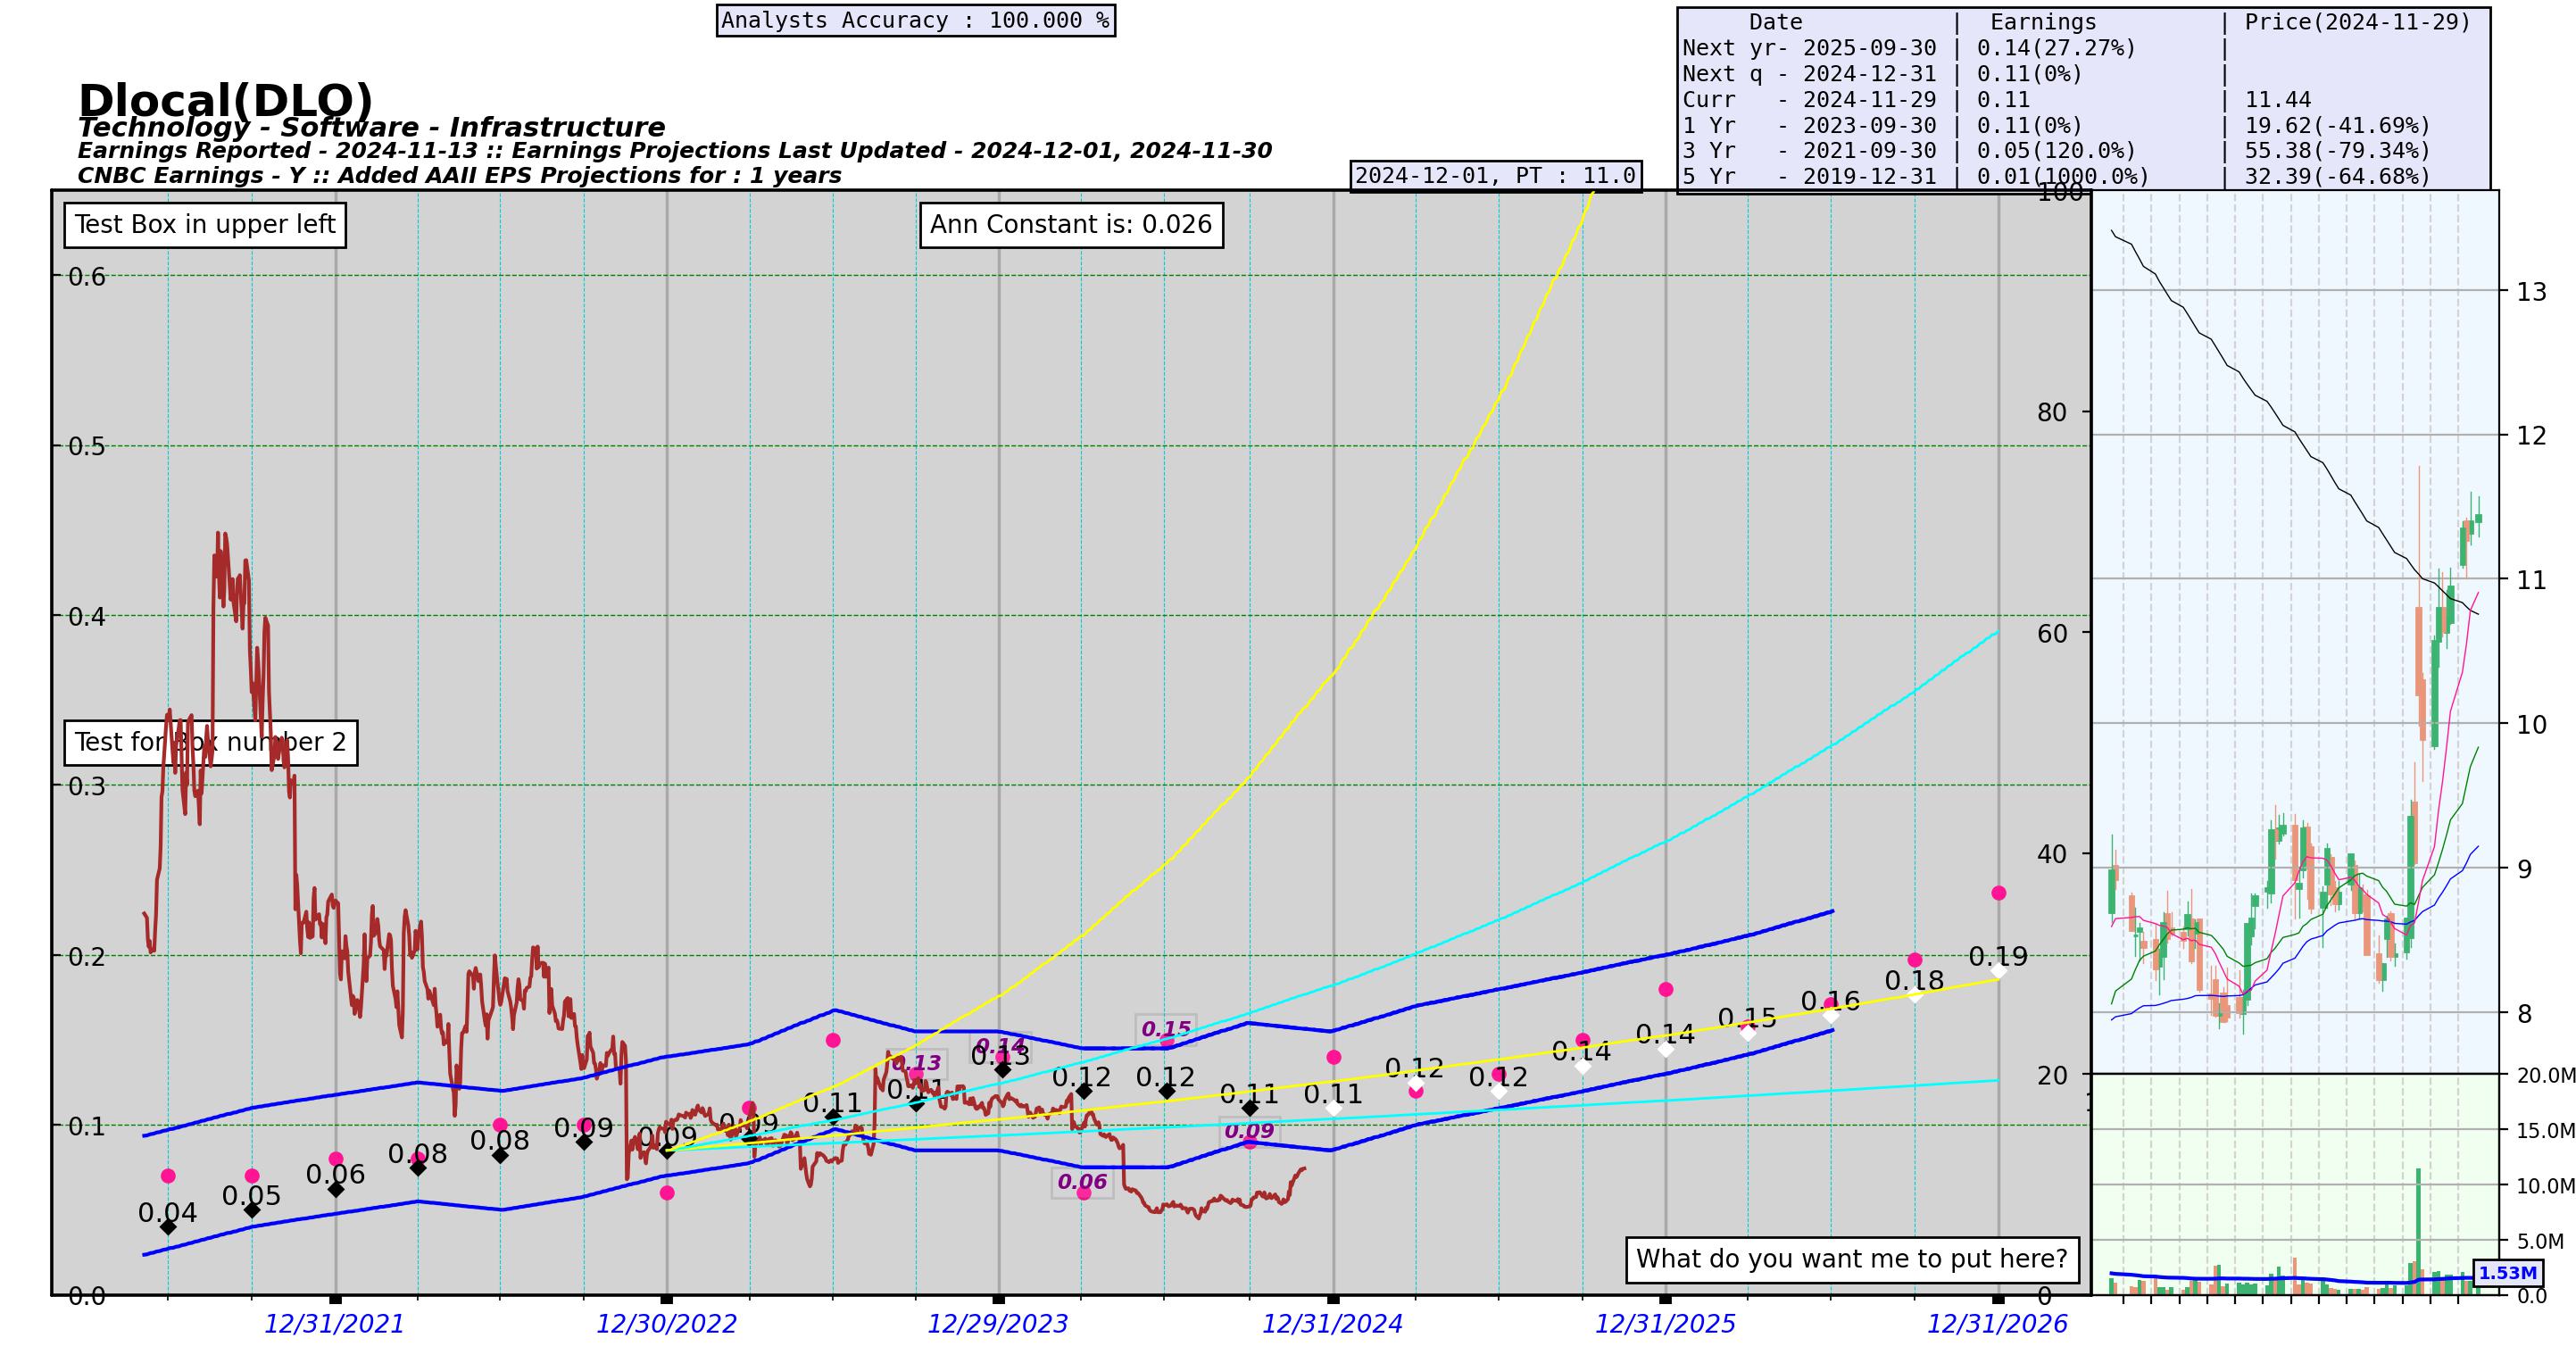 Analysts Accuracy : 100.000 %
Date | Earnings | Price(2024-11-29)
Next yr- 2025-09-30 | 0.14(27.27%) |
Next q - 2024-12-31 | 0.11(0%) |
Curr - 2024-11-29 | 0.11 | 11.44
1 Yr - 2023-09-30 | 0.11(0%) | 19.62(-41.69%)
3 Yr - 2021-09-30 | 0.05(120.0%) | 55.38(-79.34%)
5 Yr - 2019-12-31 | 0.01(1000.0%) | 32.39(-64.68%)
Dlocal(DLO)
Technology - Software - Infrastructure
Earnings Reported - 2024-11-13 :: Earnings Projections Last Updated - 2024-12-01, 2024-11-30
CNBC Earnings - Y :: Added AAII EPS Projections for : 1 years
2024-12-01, PT : 11.0
Test Box in upper left
Ann Constant is: 0.026
Test for Box number 2
What do you want me to put here?
0.6
0.5
0.4
0.3
0.2
0.1
0.0
100
80
60
40
20
0
13
12
11
10
9
8
20.0M
15.0M
10.0M
5.0M
0.0
1.53M
0.04
0.05
0.06
0.08
0.08
0.09
0.09
0.09
0.11
0.11
0.13
0.12
0.12
0.11
0.11
0.12
0.12
0.14
0.14
0.15
0.16
0.18
0.19
0.13
0.14
0.06
0.15
0.09
12/31/2021
12/30/2022
12/29/2023
12/31/2024
12/31/2025
12/31/2026